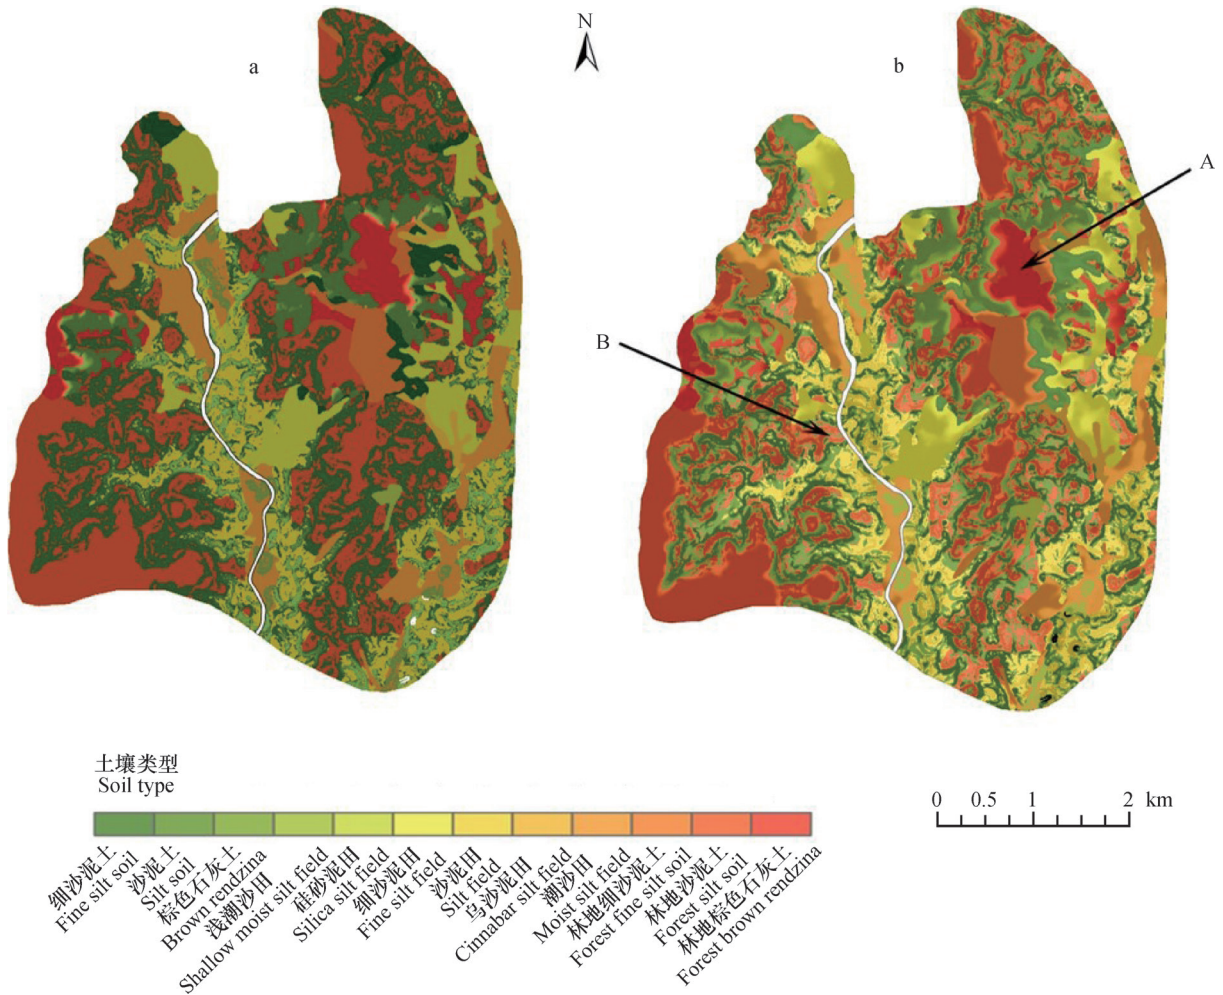 N
a
b
A
B
土壤类型
Soil type
0 0.5 1 2 km
细沙泥土
Fine silt soil
沙泥土
Silt soil
棕色石灰土
Brown rendzina
浅潮沙田
Shallow moist silt field
硅砂泥田
Silica silt field
细沙泥田
Fine silt field
沙泥田
Silt field
乌沙泥田
Cinnabar silt field
潮沙田
Moist silt field
林地细沙泥土
Forest fine silt soil
林地沙泥土
Forest silt soil
林地棕色石灰土
Forest brown rendzina